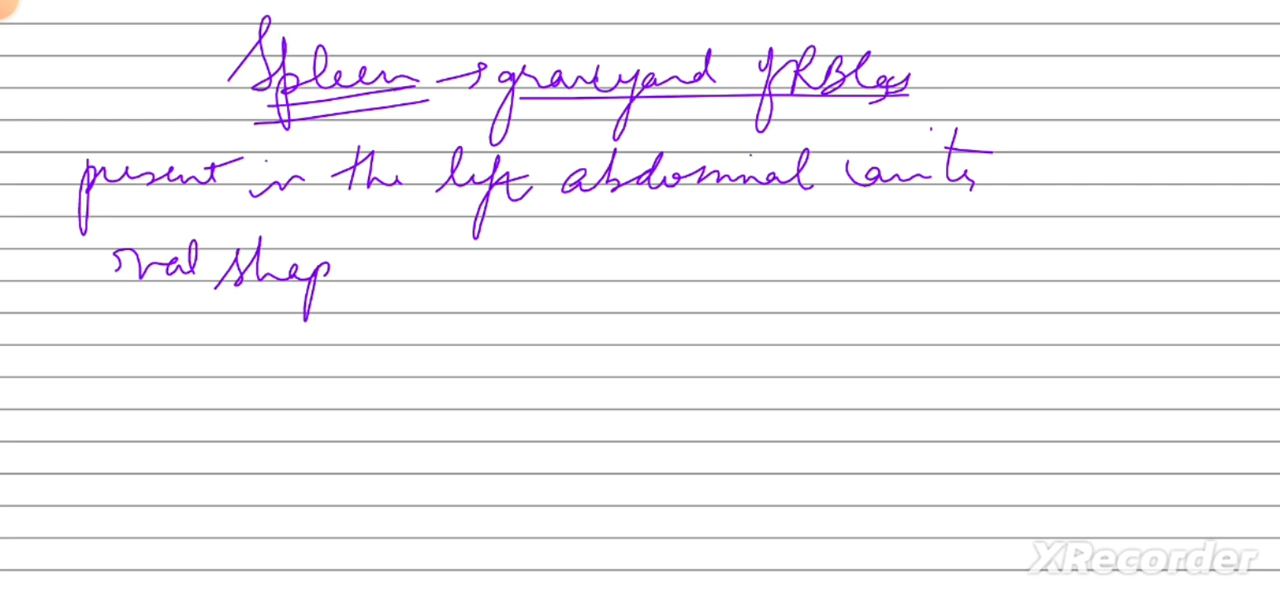 Spleen → graveyard of RBCs
present in the left abdominal cavity
oval shap
XRecorder